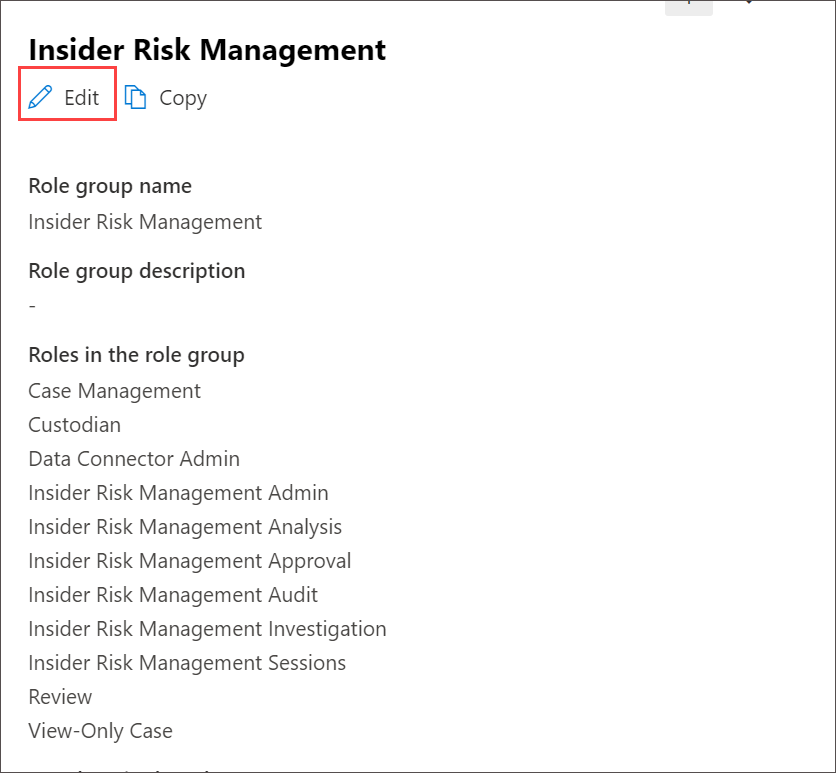 Insider Risk Management
Edit Copy
Role group name
Insider Risk Management
Role group description
-
Roles in the role group
Case Management
Custodian
Data Connector Admin
Insider Risk Management Admin
Insider Risk Management Analysis
Insider Risk Management Approval
Insider Risk Management Audit
Insider Risk Management Investigation
Insider Risk Management Sessions
Review
View-Only Case